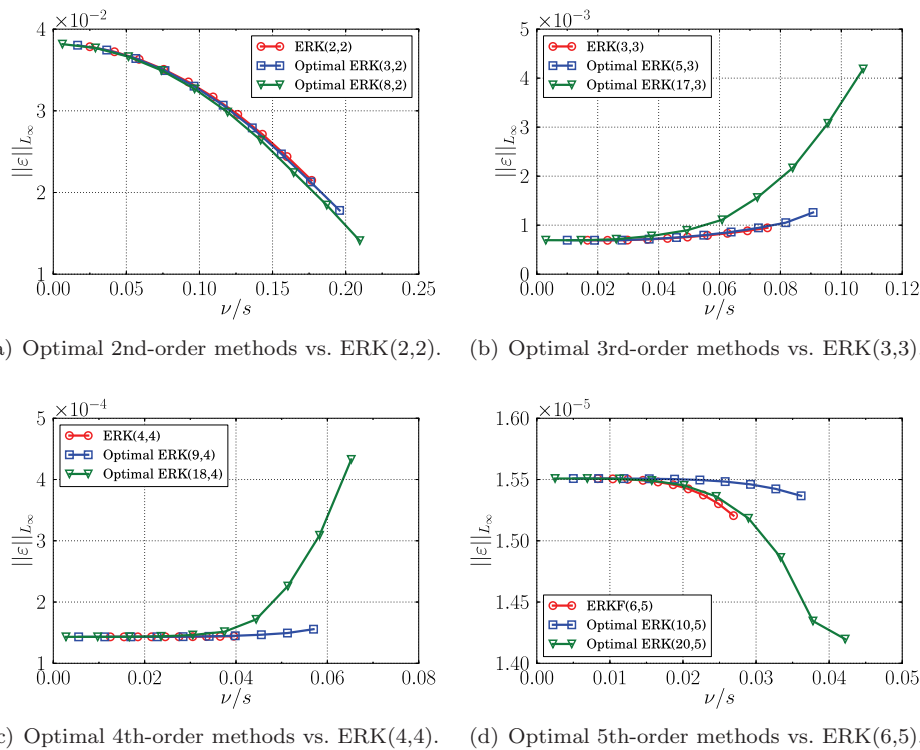 ×10⁻²
4
3
2
1
||ε||_{L∞}
ERK(2,2)
Optimal ERK(3,2)
Optimal ERK(8,2)
0.00 0.05 0.10 0.15 0.20 0.25
ν/s
) Optimal 2nd-order methods vs. ERK(2,2).
×10⁻³
5
4
3
2
1
0
||ε||_{L∞}
ERK(3,3)
Optimal ERK(5,3)
Optimal ERK(17,3)
0.00 0.02 0.04 0.06 0.08 0.10 0.12
ν/s
(b) Optimal 3rd-order methods vs. ERK(3,3)
×10⁻⁴
5
4
3
2
1
||ε||_{L∞}
ERK(4,4)
Optimal ERK(9,4)
Optimal ERK(18,4)
0.00 0.02 0.04 0.06 0.08
ν/s
) Optimal 4th-order methods vs. ERK(4,4).
×10⁻⁵
1.60
1.55
1.50
1.45
1.40
||ε||_{L∞}
ERKF(6,5)
Optimal ERK(10,5)
Optimal ERK(20,5)
0.00 0.01 0.02 0.03 0.04 0.05
ν/s
(d) Optimal 5th-order methods vs. ERK(6,5)